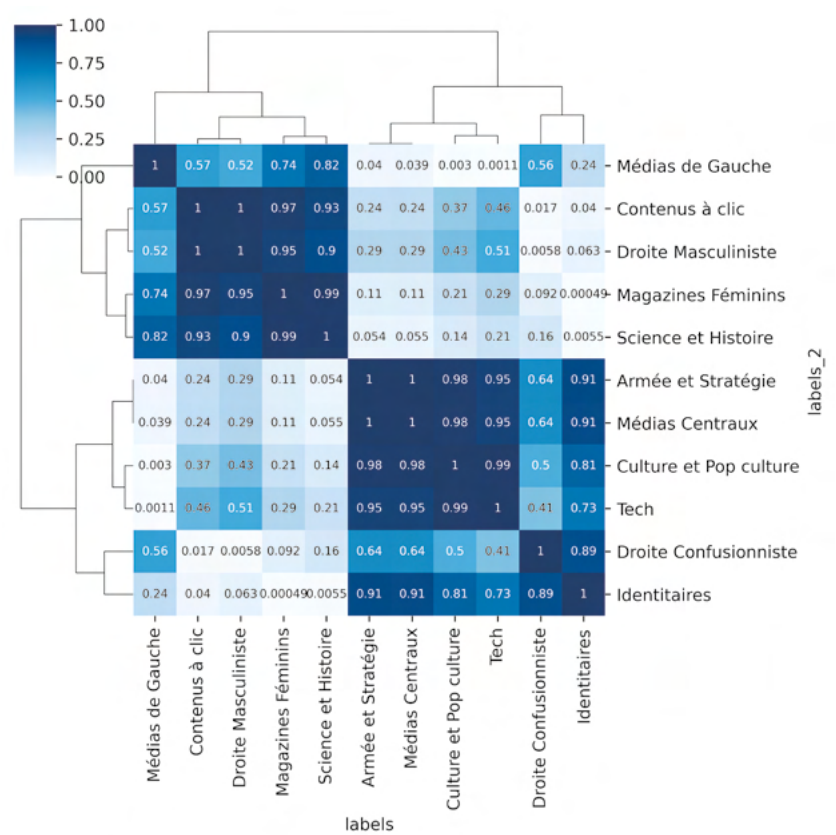 1.00
0.75
0.50
0.25
0.00
1 0.57 0.52 0.74 0.82 0.04 0.039 0.003 0.0011 0.56 0.24 Médias de Gauche
0.57 1 1 0.97 0.93 0.24 0.24 0.37 0.46 0.017 0.04 Contenus à clic
0.52 1 1 0.95 0.9 0.29 0.29 0.43 0.51 0.0058 0.063 Droite Masculiniste
0.74 0.97 0.95 1 0.99 0.11 0.11 0.21 0.29 0.092 0.00049 Magazines Féminins
0.82 0.93 0.9 0.99 1 0.054 0.055 0.14 0.21 0.16 0.0055 Science et Histoire
0.04 0.24 0.29 0.11 0.054 1 1 0.98 0.95 0.64 0.91 Armée et Stratégie
0.039 0.24 0.29 0.11 0.055 1 1 0.98 0.95 0.64 0.91 Médias Centraux
0.003 0.37 0.43 0.21 0.14 0.98 0.98 1 0.99 0.5 0.81 Culture et Pop culture
0.0011 0.46 0.51 0.29 0.21 0.95 0.95 0.99 1 0.41 0.73 Tech
0.56 0.017 0.0058 0.092 0.16 0.64 0.64 0.5 0.41 1 0.89 Droite Confusionniste
0.24 0.04 0.063 0.00049 0.0055 0.91 0.91 0.81 0.73 0.89 1 Identitaires
labels_2
Médias de Gauche
Contenus à clic
Droite Masculiniste
Magazines Féminins
Science et Histoire
Armée et Stratégie
Médias Centraux
Culture et Pop culture
Tech
Droite Confusionniste
Identitaires
labels